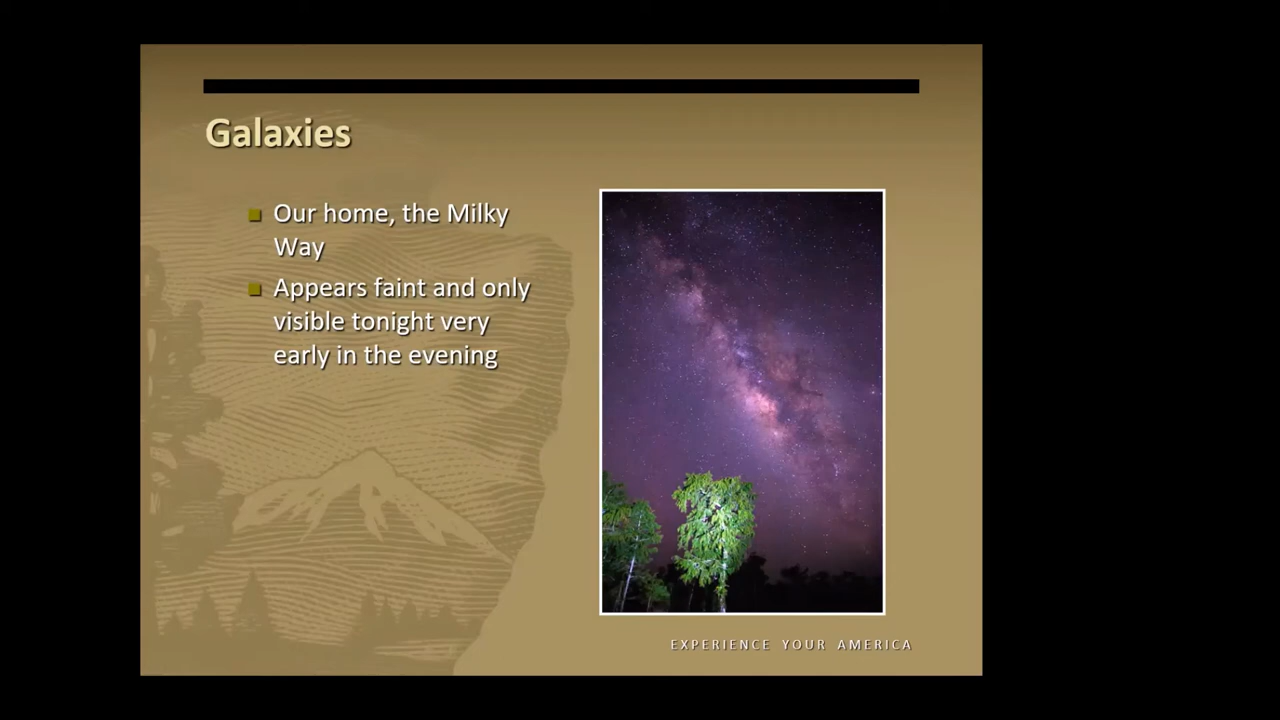 Galaxies
Our home, the Milky
Way
Appears faint and only
visible tonight very
early in the evening
EXPERIENCE YOUR AMERICA